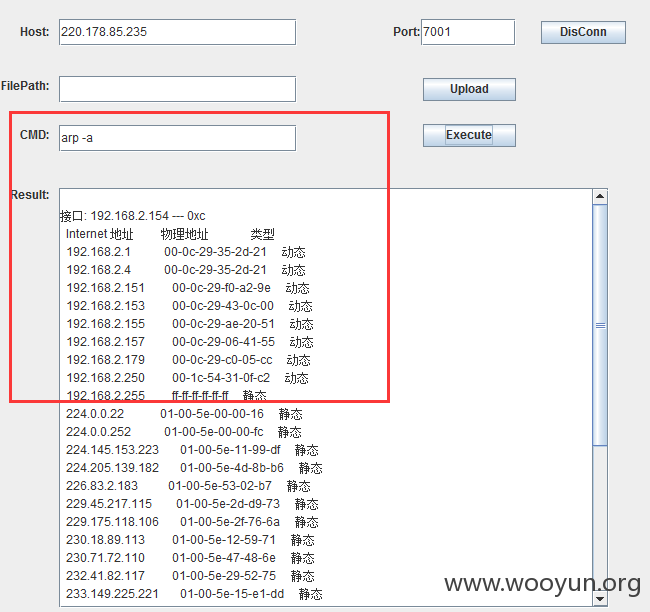 Host: 220.178.85.235 Port: 7001 DisConn
FilePath: Upload
CMD: arp -a Execute
Result:
接口: 192.168.2.154 --- 0xc
Internet 地址 物理地址 类型
192.168.2.1 00-0c-29-35-2d-21 动态
192.168.2.4 00-0c-29-35-2d-21 动态
192.168.2.151 00-0c-29-f0-a2-9e 动态
192.168.2.153 00-0c-29-43-0c-00 动态
192.168.2.155 00-0c-29-ae-20-51 动态
192.168.2.157 00-0c-29-06-41-55 动态
192.168.2.179 00-0c-29-c0-05-cc 动态
192.168.2.250 00-1c-54-31-0f-c2 动态
192.168.2.255 ff-ff-ff-ff-ff-ff 静态
224.0.0.22 01-00-5e-00-00-16 静态
224.0.0.252 01-00-5e-00-00-fc 静态
224.145.153.223 01-00-5e-11-99-df 静态
224.205.139.182 01-00-5e-4d-8b-b6 静态
226.83.2.183 01-00-5e-53-02-b7 静态
229.45.217.115 01-00-5e-2d-d9-73 静态
229.175.118.106 01-00-5e-2f-76-6a 静态
230.18.89.113 01-00-5e-12-59-71 静态
230.71.72.110 01-00-5e-47-48-6e 静态
232.41.82.117 01-00-5e-29-52-75 静态
233.149.225.221 01-00-5e-15-e1-dd 静态
www.wooyun.org